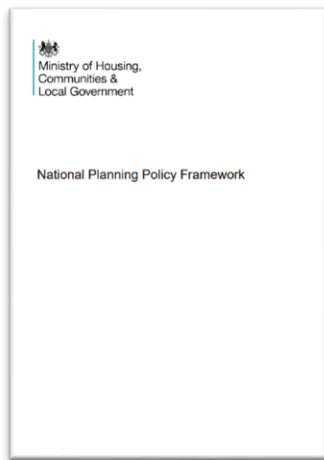 Ministry of Housing,
Communities &
Local Government
National Planning Policy Framework